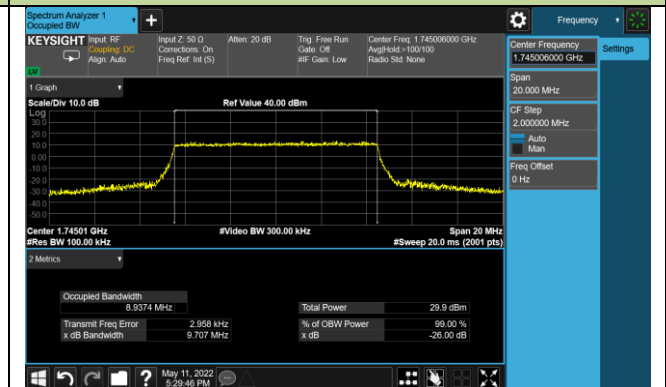 Spectrum Analyzer 1
Occupied BW
Frequency
KEYSIGHT
Input: RF
Coupling: DC
Align: Auto
Input Z: 50 Ω
Corrections: On
Freq Ref: Int (S)
Atten: 20 dB
Trig: Free Run
Gate: Off
#IF Gain: Low
Center Freq: 1.745006000 GHz
Avg|Hold:>100/100
Radio Std: None
LW
1 Graph
Scale/Div 10.0 dB
Ref Value 40.00 dBm
Log
30.0
20.0
10.0
0.00
-10.0
-20.0
-30.0
-40.0
-50.0
Center 1.74501 GHz
#Video BW 300.00 kHz
Span 20 MHz
#Res BW 100.00 kHz
#Sweep 20.0 ms (2001 pts)
2 Metrics
Occupied Bandwidth
8.9374 MHz
Total Power 29.9 dBm
Transmit Freq Error 2.958 kHz
% of OBW Power 99.00 %
x dB Bandwidth 9.707 MHz
x dB -26.00 dB
Center Frequency
1.745006000 GHz
Settings
Span
20.000 MHz
CF Step
2.000000 MHz
Auto
Man
Freq Offset
0 Hz
May 11, 2022
5:29:46 PM